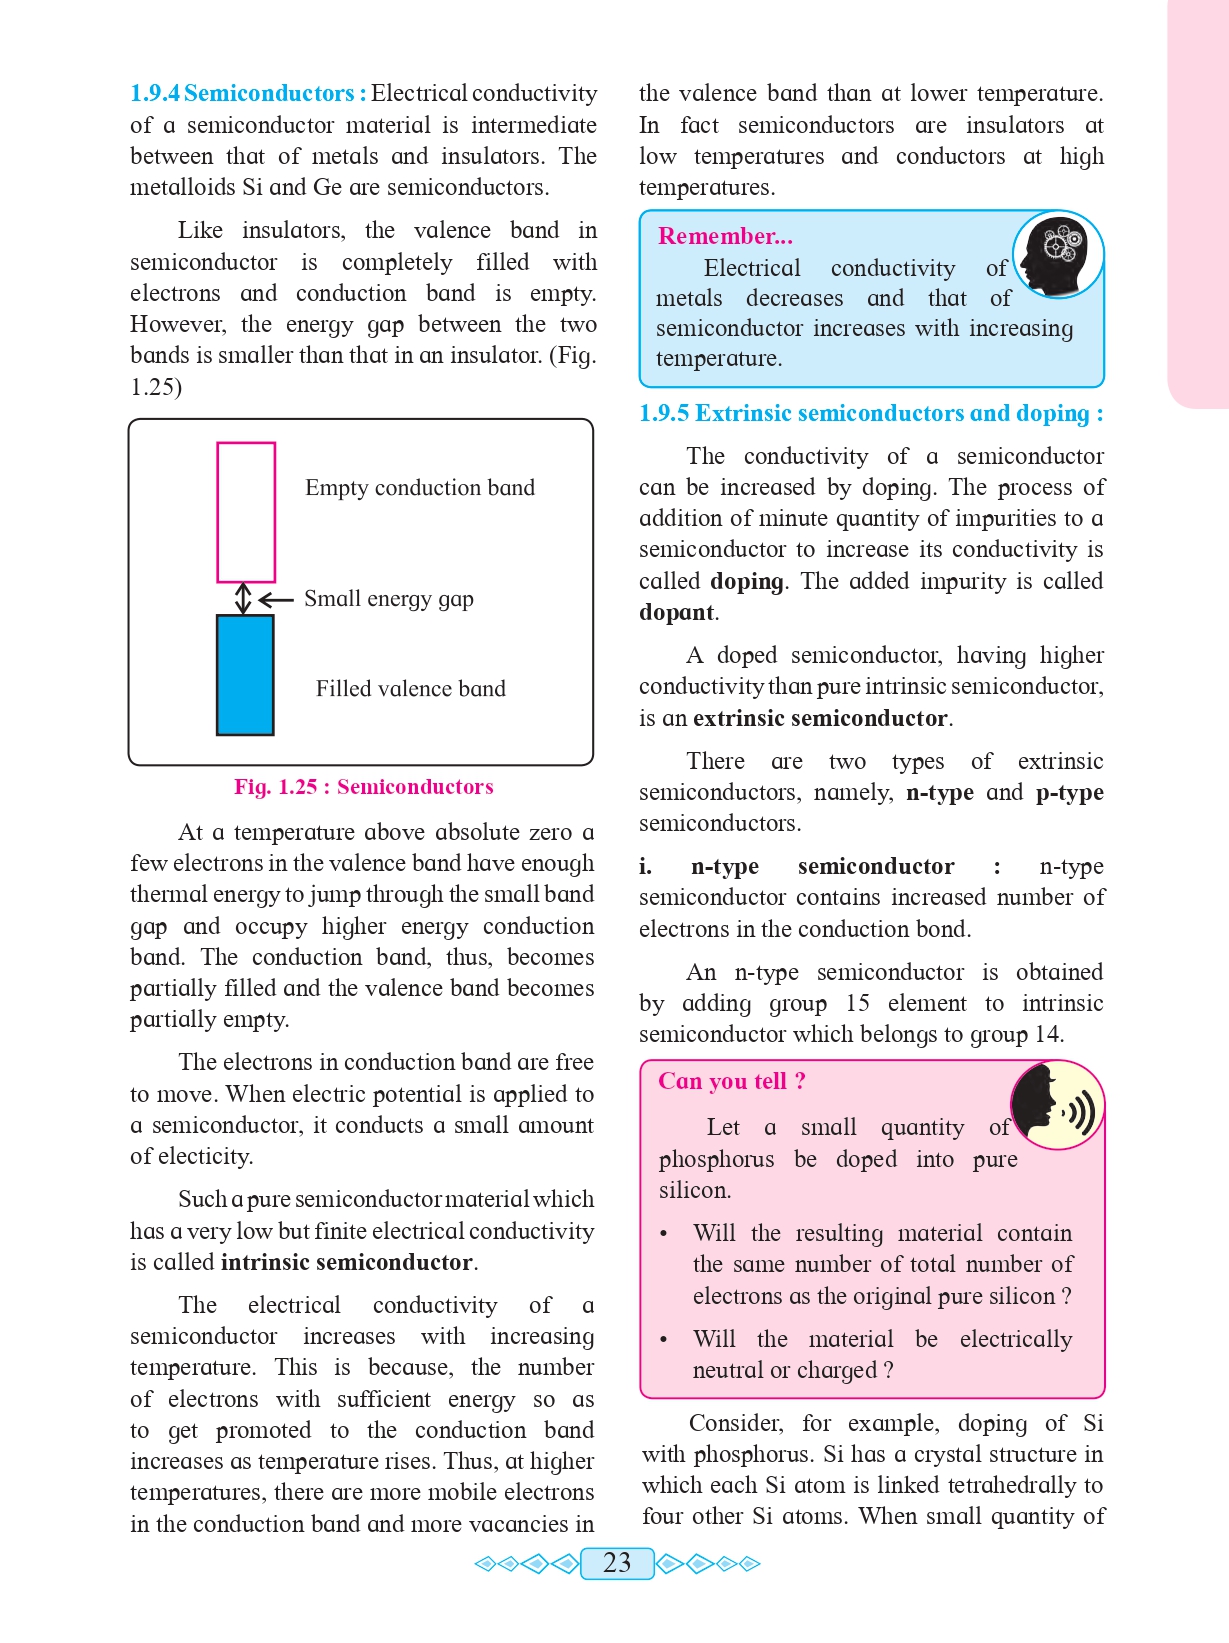 1.9.4 Semiconductors : Electrical conductivity
of a semiconductor material is intermediate
between that of metals and insulators. The
metalloids Si and Ge are semiconductors.
Like insulators, the valence band in
semiconductor is completely filled with
electrons and conduction band is empty.
However, the energy gap between the two
bands is smaller than that in an insulator. (Fig.
1.25)
Empty conduction band
Small energy gap
Filled valence band
Fig. 1.25 : Semiconductors
At a temperature above absolute zero a
few electrons in the valence band have enough
thermal energy to jump through the small band
gap and occupy higher energy conduction
band. The conduction band, thus, becomes
partially filled and the valence band becomes
partially empty.
The electrons in conduction band are free
to move. When electric potential is applied to
a semiconductor, it conducts a small amount
of electicity.
Such a pure semiconductor material which
has a very low but finite electrical conductivity
is called intrinsic semiconductor.
The electrical conductivity of a
semiconductor increases with increasing
temperature. This is because, the number
of electrons with sufficient energy so as
to get promoted to the conduction band
increases as temperature rises. Thus, at higher
temperatures, there are more mobile electrons
in the conduction band and more vacancies in
the valence band than at lower temperature.
In fact semiconductors are insulators at
low temperatures and conductors at high
temperatures.
Remember...
Electrical conductivity of
metals decreases and that of
semiconductor increases with increasing
temperature.
1.9.5 Extrinsic semiconductors and doping :
The conductivity of a semiconductor
can be increased by doping. The process of
addition of minute quantity of impurities to a
semiconductor to increase its conductivity is
called doping. The added impurity is called
dopant.
A doped semiconductor, having higher
conductivity than pure intrinsic semiconductor,
is an extrinsic semiconductor.
There are two types of extrinsic
semiconductors, namely, n-type and p-type
semiconductors.
i. n-type semiconductor : n-type
semiconductor contains increased number of
electrons in the conduction bond.
An n-type semiconductor is obtained
by adding group 15 element to intrinsic
semiconductor which belongs to group 14.
Can you tell ?
Let a small quantity of
phosphorus be doped into pure
silicon.
• Will the resulting material contain
the same number of total number of
electrons as the original pure silicon ?
• Will the material be electrically
neutral or charged ?
Consider, for example, doping of Si
with phosphorus. Si has a crystal structure in
which each Si atom is linked tetrahedrally to
four other Si atoms. When small quantity of
23